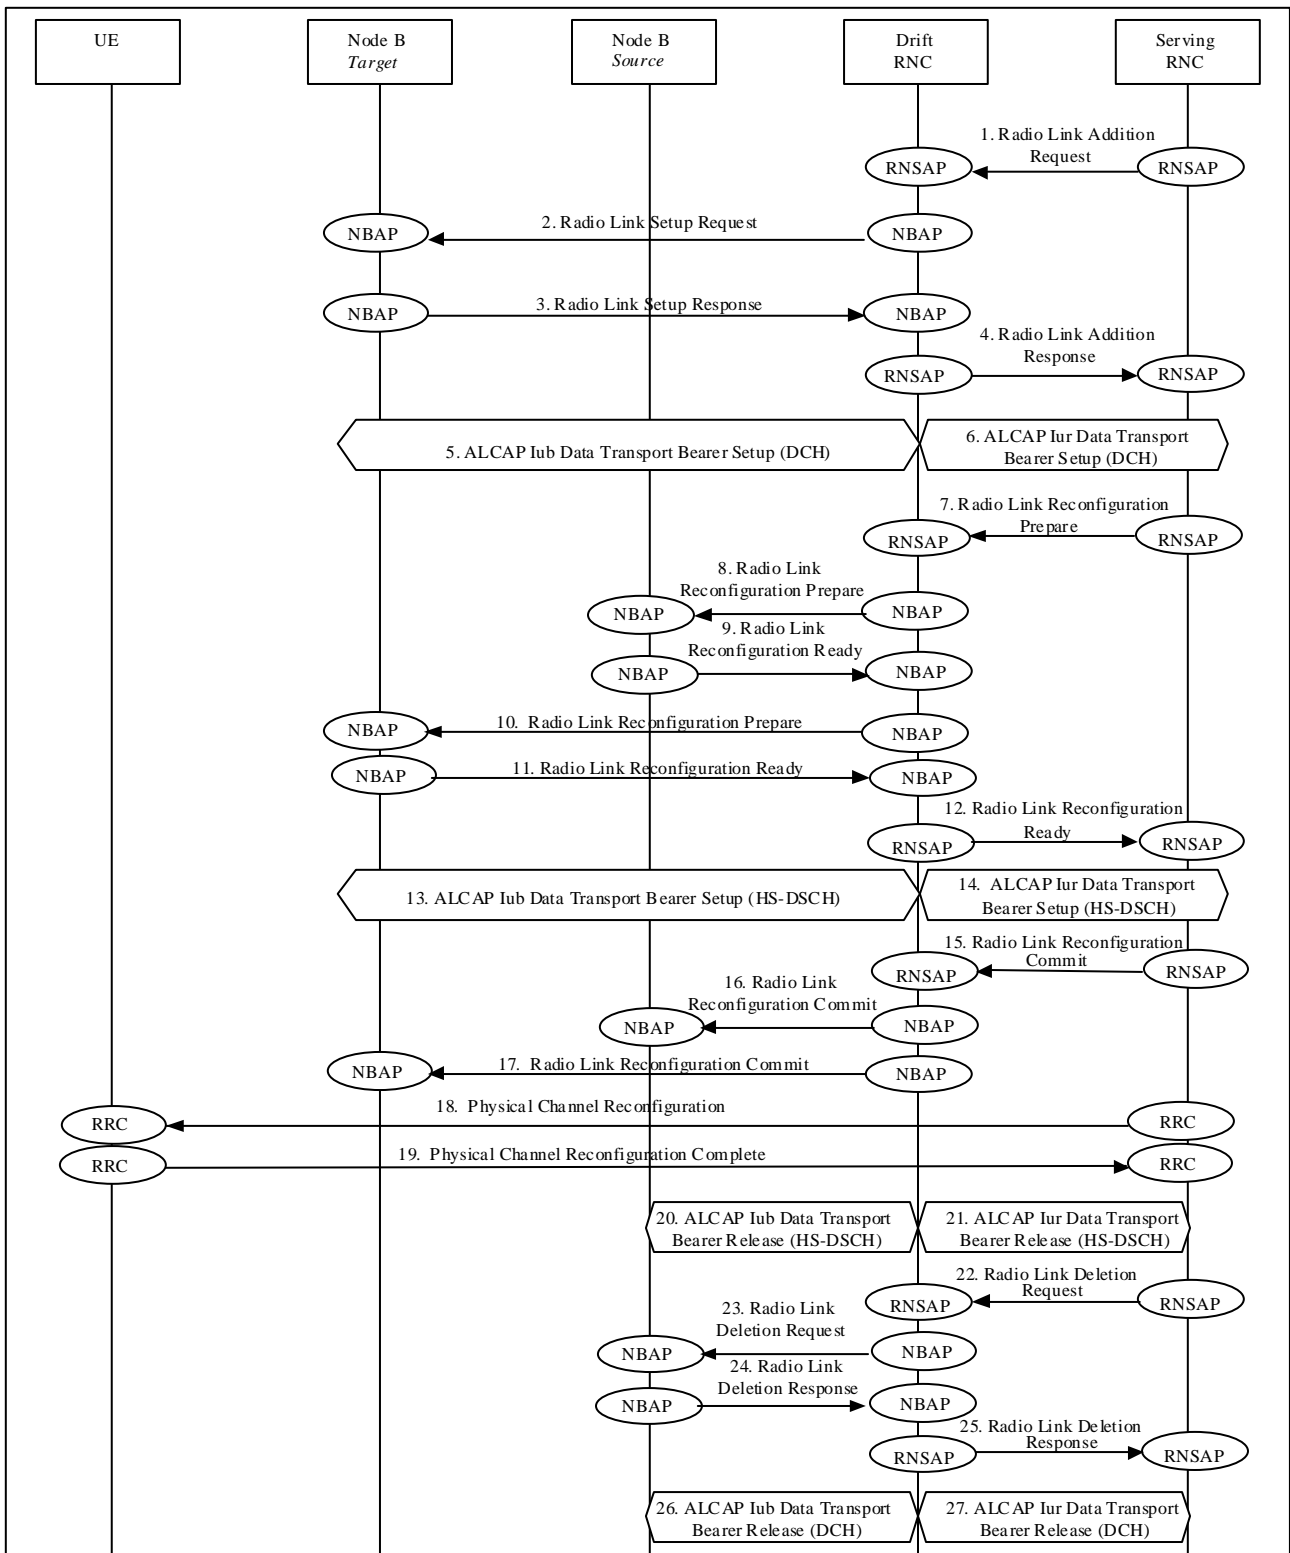 UE
Node B
Target
Node B
Source
Drift
RNC
Serving
RNC
1. Radio Link Addition
Request
RNSAP
RNSAP
2. Radio Link Setup Request
NBAP
NBAP
3. Radio Link Setup Response
NBAP
NBAP
4. Radio Link Addition
Response
RNSAP
RNSAP
5. ALCAP Iub Data Transport Bearer Setup (DCH)
6. ALCAP Iur Data Transport
Bearer Setup (DCH)
7. Radio Link Reconfiguration
Prepare
RNSAP
RNSAP
8. Radio Link
Reconfiguration Prepare
NBAP
NBAP
9. Radio Link
Reconfiguration Ready
NBAP
NBAP
10. Radio Link Reconfiguration Prepare
NBAP
NBAP
11. Radio Link Reconfiguration Ready
NBAP
NBAP
12. Radio Link Reconfiguration
Ready
RNSAP
RNSAP
13. ALCAP Iub Data Transport Bearer Setup (HS-DSCH)
14. ALCAP Iur Data Transport
Bearer Setup (HS-DSCH)
15. Radio Link Reconfiguration
Commit
RNSAP
RNSAP
16. Radio Link
Reconfiguration Commit
NBAP
NBAP
17. Radio Link Reconfiguration Commit
NBAP
NBAP
18. Physical Channel Reconfiguration
RRC
RRC
19. Physical Channel Reconfiguration Complete
RRC
RRC
20. ALCAP Iub Data Transport
Bearer Release (HS-DSCH)
21. ALCAP Iur Data Transport
Bearer Release (HS-DSCH)
22. Radio Link Deletion
Request
RNSAP
RNSAP
23. Radio Link
Deletion Request
NBAP
NBAP
24. Radio Link
Deletion Response
NBAP
NBAP
25. Radio Link Deletion
Response
RNSAP
RNSAP
26. ALCAP Iub Data Transport
Bearer Release (DCH)
27. ALCAP Iur Data Transport
Bearer Release (DCH)